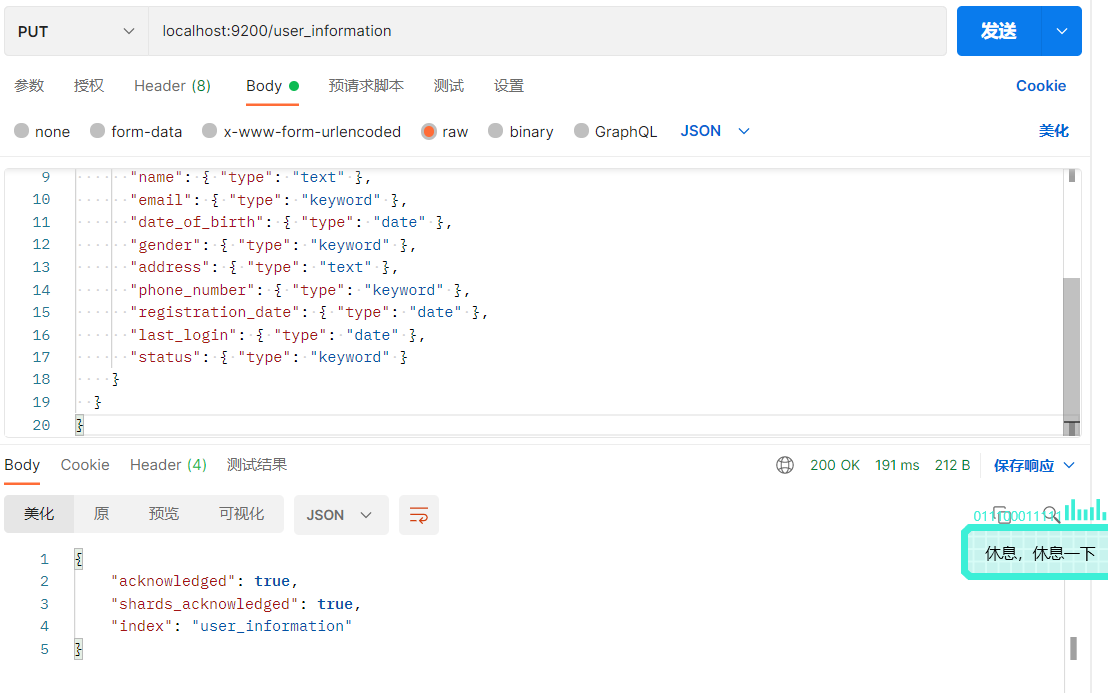 PUT localhost:9200/user_information 发送
参数 授权 Header (8) Body 预请求脚本 测试 设置 Cookie
none form-data x-www-form-urlencoded raw binary GraphQL JSON 美化
9 "name": { "type": "text" },
10 "email": { "type": "keyword" },
11 "date_of_birth": { "type": "date" },
12 "gender": { "type": "keyword" },
13 "address": { "type": "text" },
14 "phone_number": { "type": "keyword" },
15 "registration_date": { "type": "date" },
16 "last_login": { "type": "date" },
17 "status": { "type": "keyword" }
18 }
19 }
20 }
Body Cookie Header (4) 测试结果 200 OK 191 ms 212 B 保存响应
美化 原 预览 可视化 JSON
1 {
2 "acknowledged": true,
3 "shards_acknowledged": true,
4 "index": "user_information"
5 }
休息，休息一下